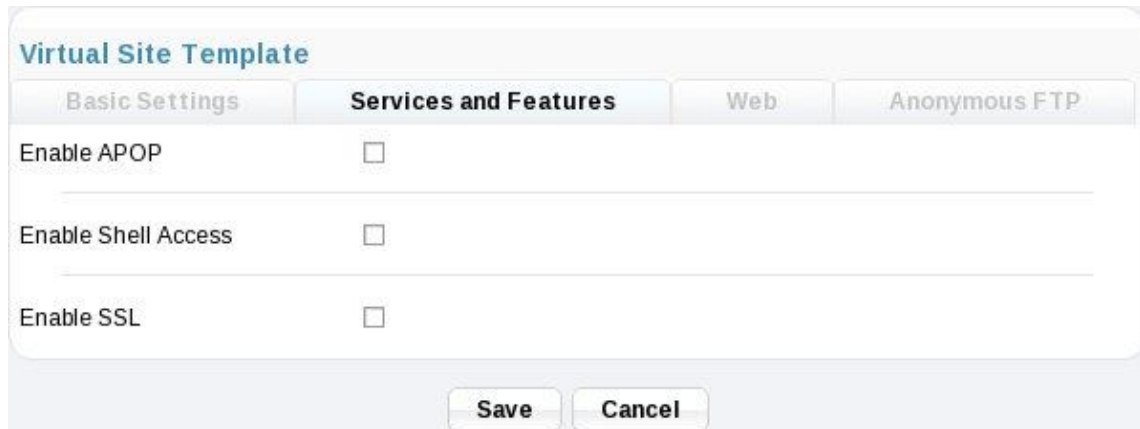 Virtual Site Template
Basic Settings Services and Features Web Anonymous FTP
Enable APOP
Enable Shell Access
Enable SSL
Save Cancel